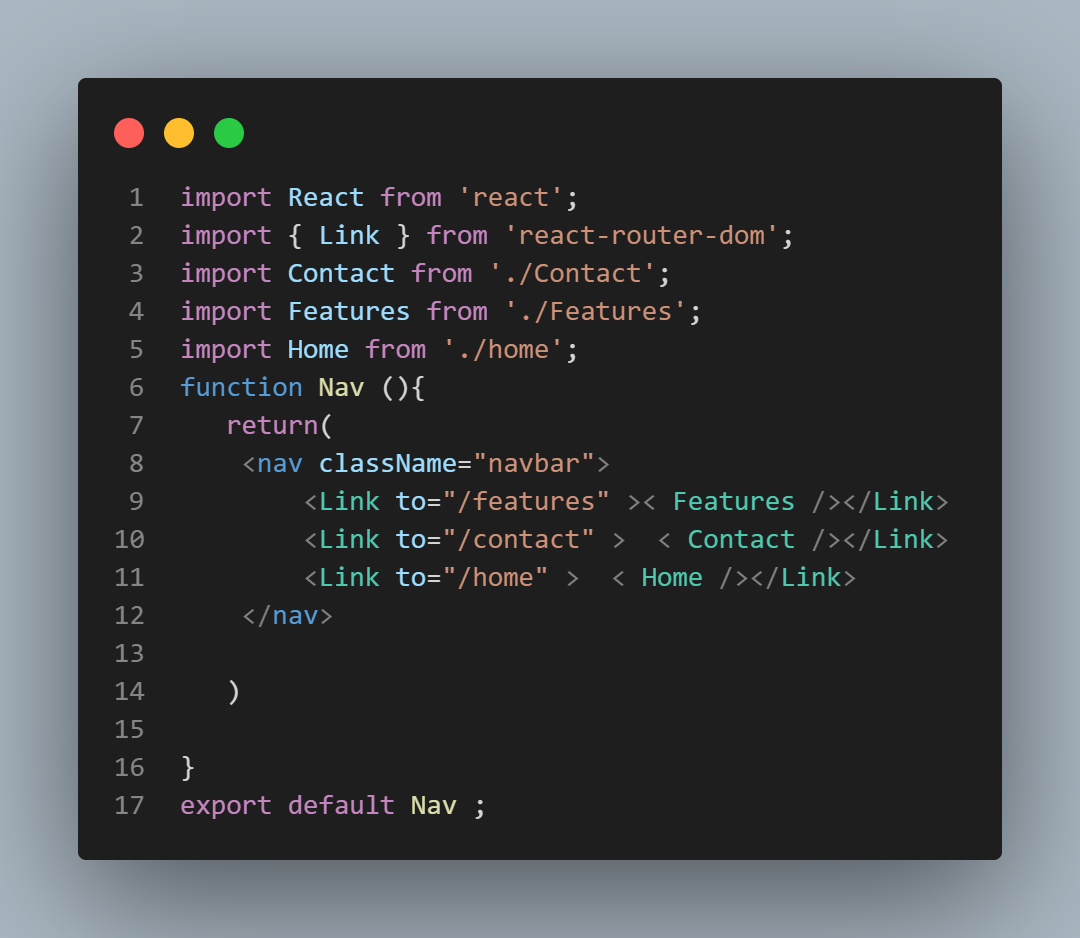 1 import React from 'react';
2 import { Link } from 'react-router-dom';
3 import Contact from './Contact';
4 import Features from './Features';
5 import Home from './home';
6 function Nav (){
7    return(
8     <nav className="navbar">
9         <Link to="/features" >< Features /></Link>
10         <Link to="/contact" >  < Contact /></Link>
11         <Link to="/home" >  < Home /></Link>
12     </nav>
13
14    )
15
16 }
17 export default Nav ;